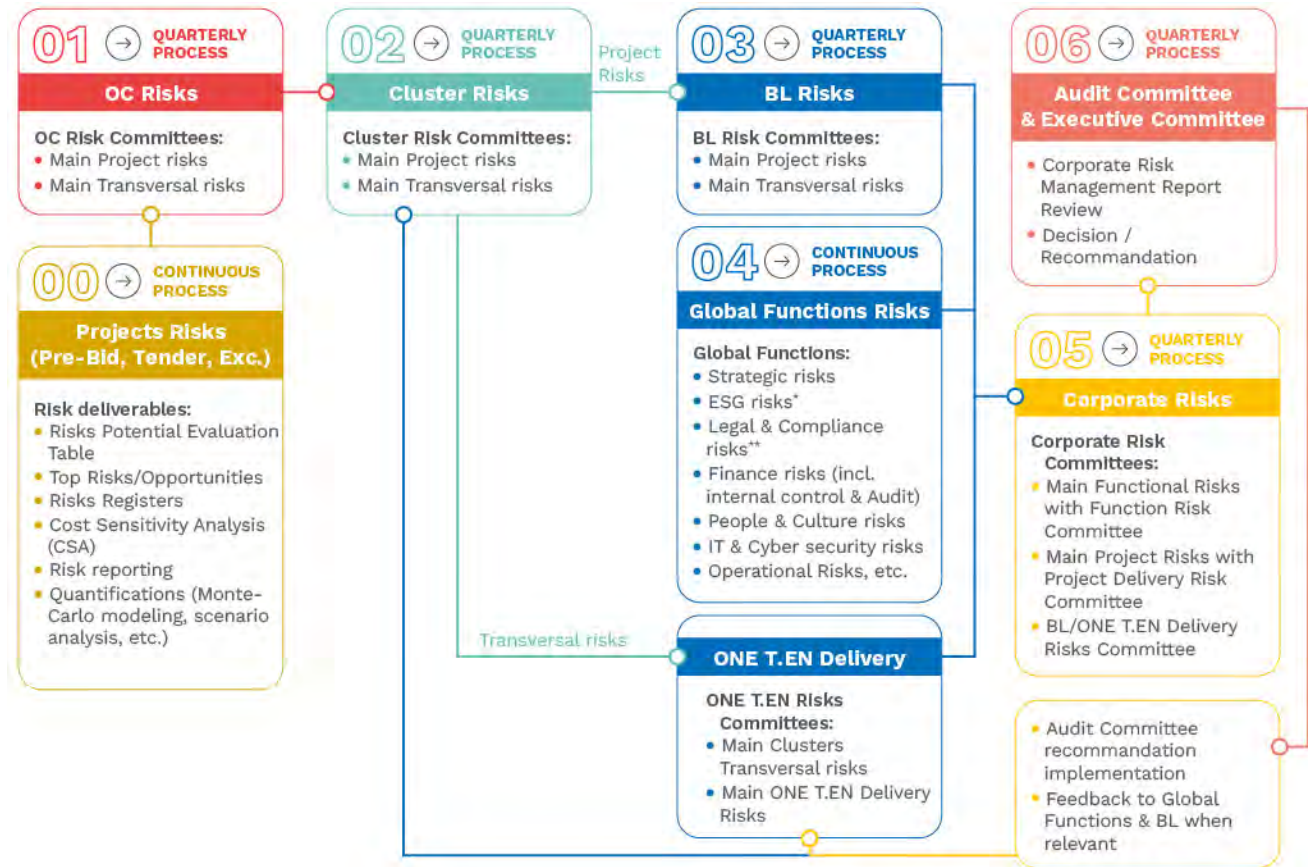 01
QUARTERLY
PROCESS
OC Risks
OC Risk Committees:
• Main Project risks
• Main Transversal risks
00
CONTINUOUS
PROCESS
Projects Risks
(Pre-Bid, Tender, Exc.)
Risk deliverables:
• Risks Potential Evaluation
Table
• Top Risks/Opportunities
• Risks Registers
• Cost Sensitivity Analysis
(CSA)
• Risk reporting
• Quantifications (Monte-
Carlo modeling, scenario
analysis, etc.)
02
QUARTERLY
PROCESS
Cluster Risks
Cluster Risk Committees:
• Main Project risks
• Main Transversal risks
Project
Risks
Transversal risks
03
QUARTERLY
PROCESS
BL Risks
BL Risk Committees:
• Main Project risks
• Main Transversal risks
04
CONTINUOUS
PROCESS
Global Functions Risks
Global Functions:
• Strategic risks
• ESG risks*
• Legal & Compliance
risks**
• Finance risks (incl.
internal control & Audit)
• People & Culture risks
• IT & Cyber security risks
• Operational Risks, etc.
ONE T.EN Delivery
ONE T.EN Risks
Committees:
• Main Clusters
Transversal risks
• Main ONE T.EN Delivery
Risks
06
QUARTERLY
PROCESS
Audit Committee
& Executive Committee
• Corporate Risk
Management Report
Review
• Decision /
Recommandation
05
QUARTERLY
PROCESS
Corporate Risks
Corporate Risk
Committees:
• Main Functional Risks
with Function Risk
Committee
• Main Project Risks with
Project Delivery Risk
Committee
• BL/ONE T.EN Delivery
Risks Committee
• Audit Committee
recommandation
implementation
• Feedback to Global
Functions & BL when
relevant